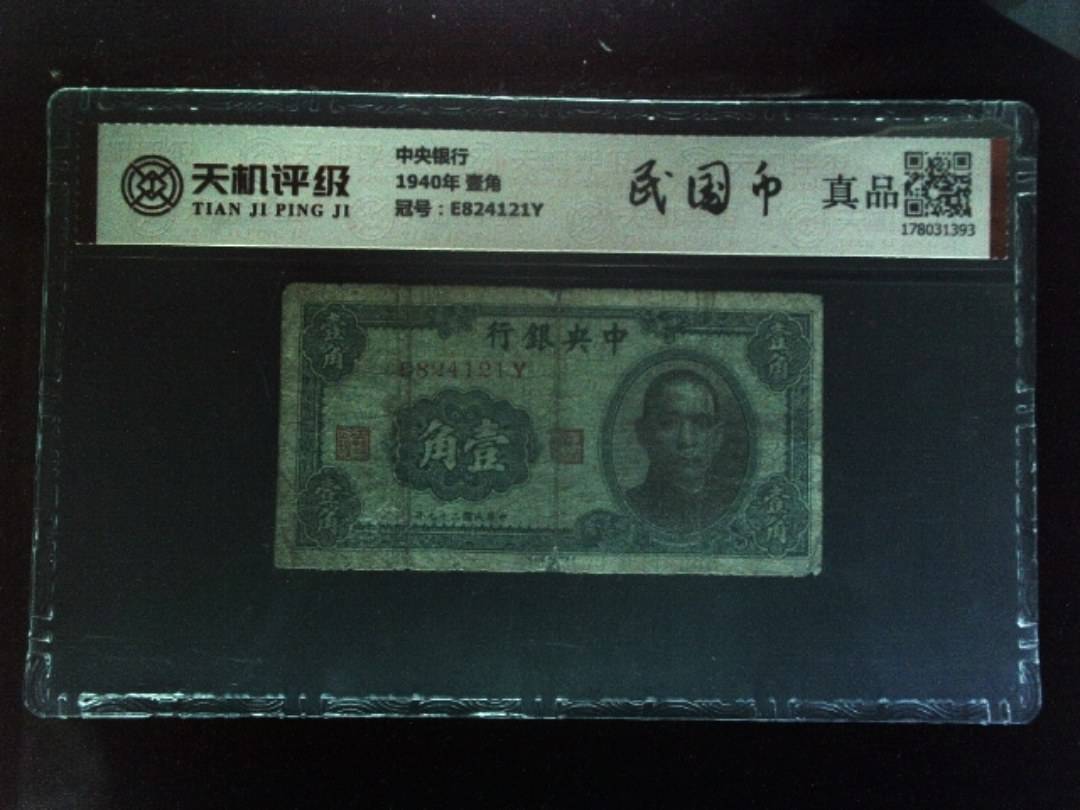 天机评级
TIAN JI PING JI
中央银行
1940年 壹角
冠号：E824121Y
民国币
真品
178031393
行銀央中
E824121Y
壹角
壹角
角壹
壹角
壹角